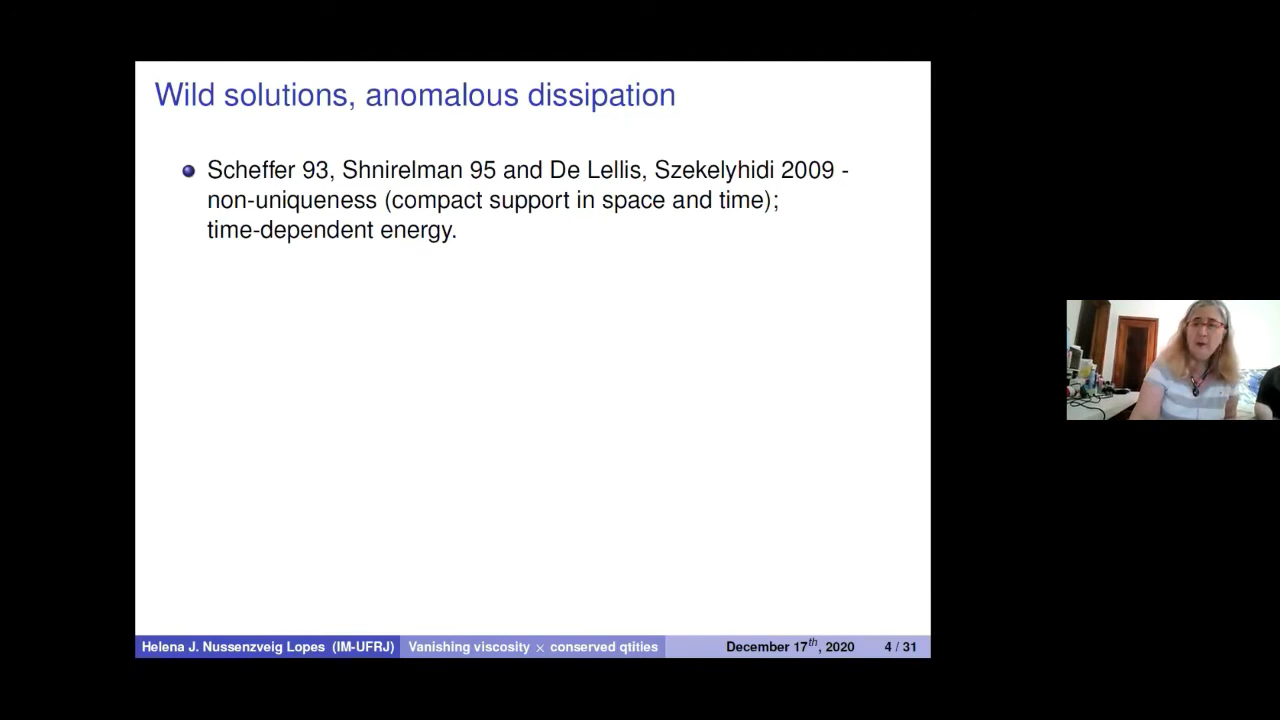 Wild solutions, anomalous dissipation
Scheffer 93, Shnirelman 95 and De Lellis, Szekelyhidi 2009 -
non-uniqueness (compact support in space and time);
time-dependent energy.
Helena J. Nussenzveig Lopes (IM-UFRJ) Vanishing viscosity × conserved qtities December 17th, 2020 4 / 31